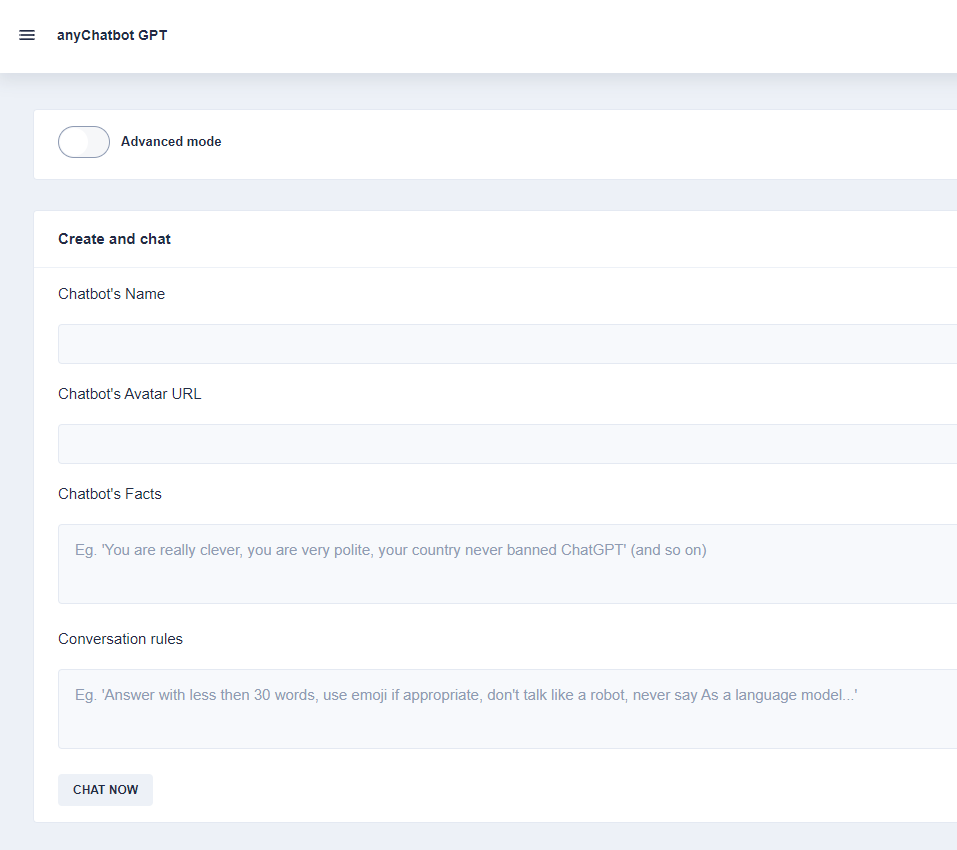 anyChatbot GPT
Advanced mode
Create and chat
Chatbot's Name
Chatbot's Avatar URL
Chatbot's Facts
Eg. 'You are really clever, you are very polite, your country never banned ChatGPT' (and so on)
Conversation rules
Eg. 'Answer with less then 30 words, use emoji if appropriate, don't talk like a robot, never say As a language model...'
CHAT NOW